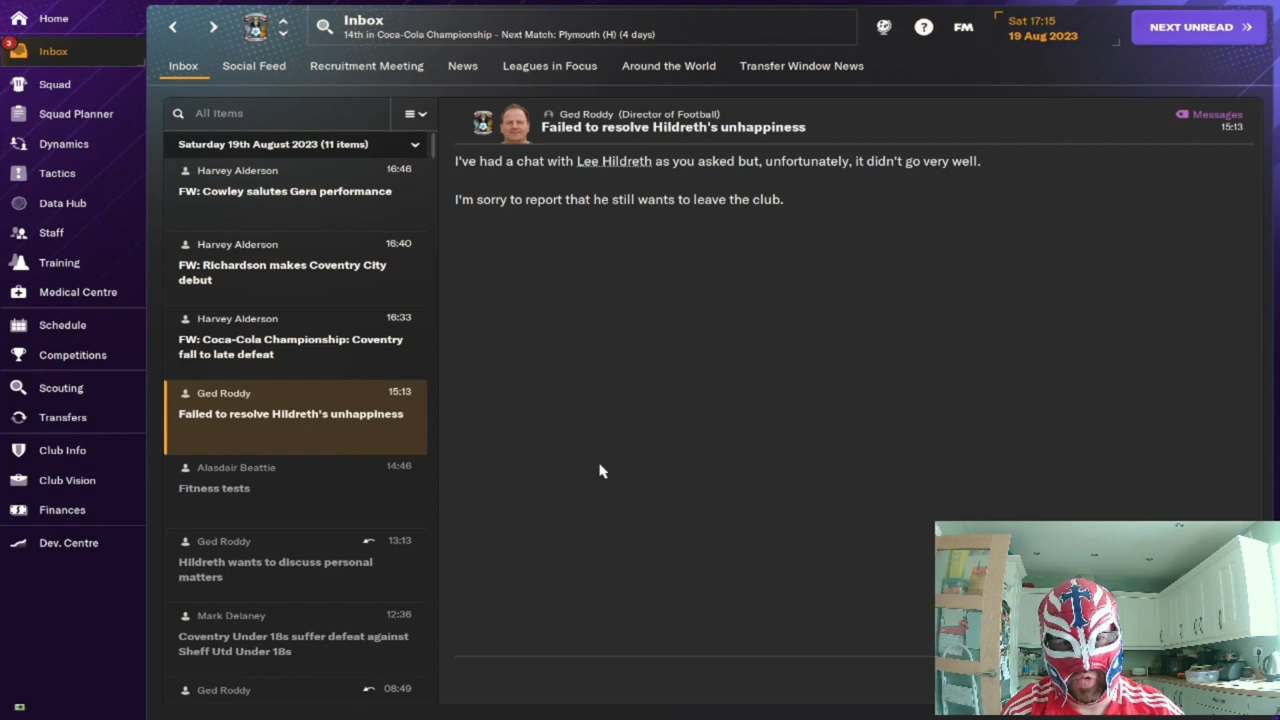 Home
3
Inbox
Squad
Squad Planner
Dynamics
Tactics
Data Hub
Staff
Training
Medical Centre
Schedule
Competitions
Scouting
Transfers
Club Info
Club Vision
Finances
Dev. Centre
Inbox
14th in Coca-Cola Championship - Next Match: Plymouth (H) (4 days)
?
FM
Sat 17:15
19 Aug 2023
NEXT UNREAD
Inbox
Social Feed
Recruitment Meeting
News
Leagues in Focus
Around the World
Transfer Window News
All Items
Saturday 19th August 2023 (11 items)
Harvey Alderson 16:46
FW: Cowley salutes Gera performance
Harvey Alderson 16:40
FW: Richardson makes Coventry City
debut
Harvey Alderson 16:33
FW: Coca-Cola Championship: Coventry
fall to late defeat
Ged Roddy 15:13
Failed to resolve Hildreth's unhappiness
Alasdair Beattie 14:46
Fitness tests
Ged Roddy 13:13
Hildreth wants to discuss personal
matters
Mark Delaney 12:36
Coventry Under 18s suffer defeat against
Sheff Utd Under 18s
Ged Roddy 08:49
Ged Roddy (Director of Football)
Failed to resolve Hildreth's unhappiness
Messages
15:13
I've had a chat with Lee Hildreth as you asked but, unfortunately, it didn't go very well.
I'm sorry to report that he still wants to leave the club.